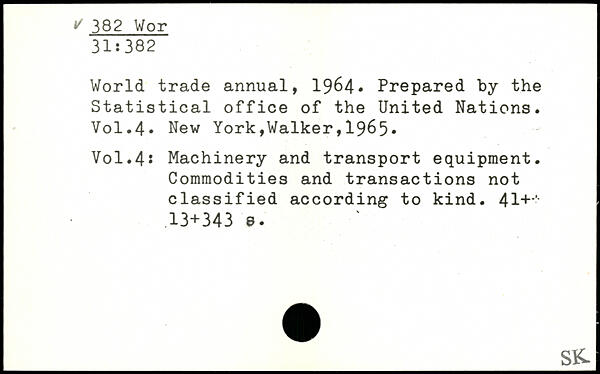 ✓ 382 Wor
31:382
World trade annual, 1964. Prepared by the
Statistical office of the United Nations.
Vol.4. New York,Walker,1965.
Vol.4: Machinery and transport equipment.
Commodities and transactions not
classified according to kind. 41+
13+343 s.
SK